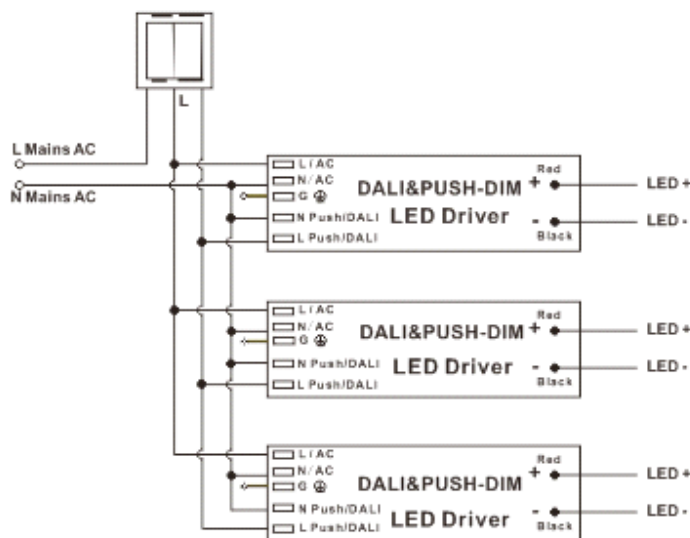 L
L Mains AC
N Mains AC
L / AC
N/AC
G
N Push/DALI
L Push/DALI
DALI&PUSH-DIM
LED Driver
Red
+
-
Black
LED +
LED -
L / AC
N/AC
G
N Push/DALI
L Push/DALI
DALI&PUSH-DIM
LED Driver
Red
+
-
Black
LED +
LED -
L / AC
N/AC
G
N Push/DALI
L Push/DALI
DALI&PUSH-DIM
LED Driver
Red
+
-
Black
LED +
LED -